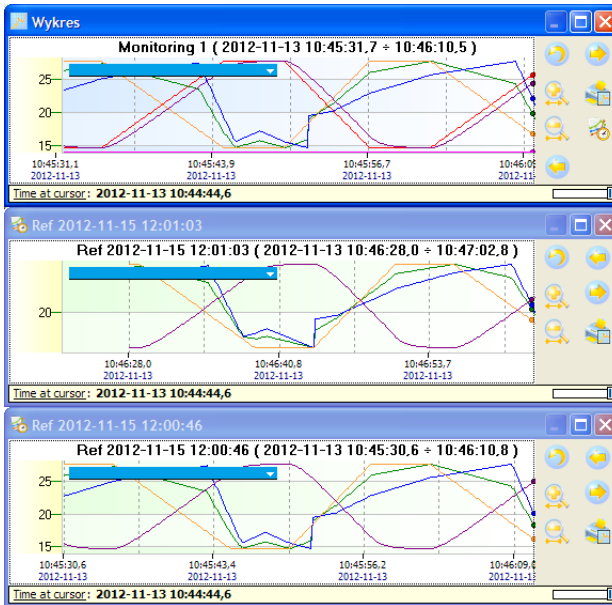 Wykres
Monitoring 1 ( 2012-11-13 10:45:31,7 ÷ 10:46:10,5 )
25
20
15
10:45:31,1 10:45:43,9 10:45:56,7 10:46:09
2012-11-13 2012-11-13 2012-11-13 2012-11-13
Time at cursor: 2012-11-13 10:44:44,6
Ref 2012-11-15 12:01:03
Ref 2012-11-15 12:01:03 ( 2012-11-13 10:46:28,0 ÷ 10:47:02,8 )
20
10:46:28,0 10:46:40,8 10:46:53,7
2012-11-13 2012-11-13 2012-11-13
Time at cursor: 2012-11-13 10:44:44,6
Ref 2012-11-15 12:00:46
Ref 2012-11-15 12:00:46 ( 2012-11-13 10:45:30,6 ÷ 10:46:10,8 )
25
20
15
10:45:30,6 10:45:43,4 10:45:56,2 10:46:09,0
2012-11-13 2012-11-13 2012-11-13 2012-11-13
Time at cursor: 2012-11-13 10:44:44,6